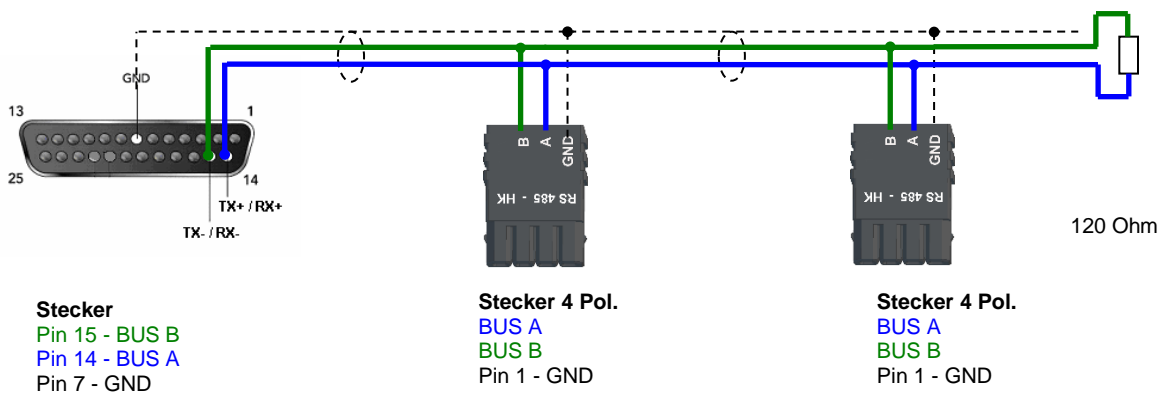 GND
13
1
25
14
TX+ / RX+
TX- / RX-
B A GND
RS 485 - HK
B A GND
RS 485 - HK
120 Ohm
Stecker
Pin 15 - BUS B
Pin 14 - BUS A
Pin 7 - GND
Stecker 4 Pol.
BUS A
BUS B
Pin 1 - GND
Stecker 4 Pol.
BUS A
BUS B
Pin 1 - GND